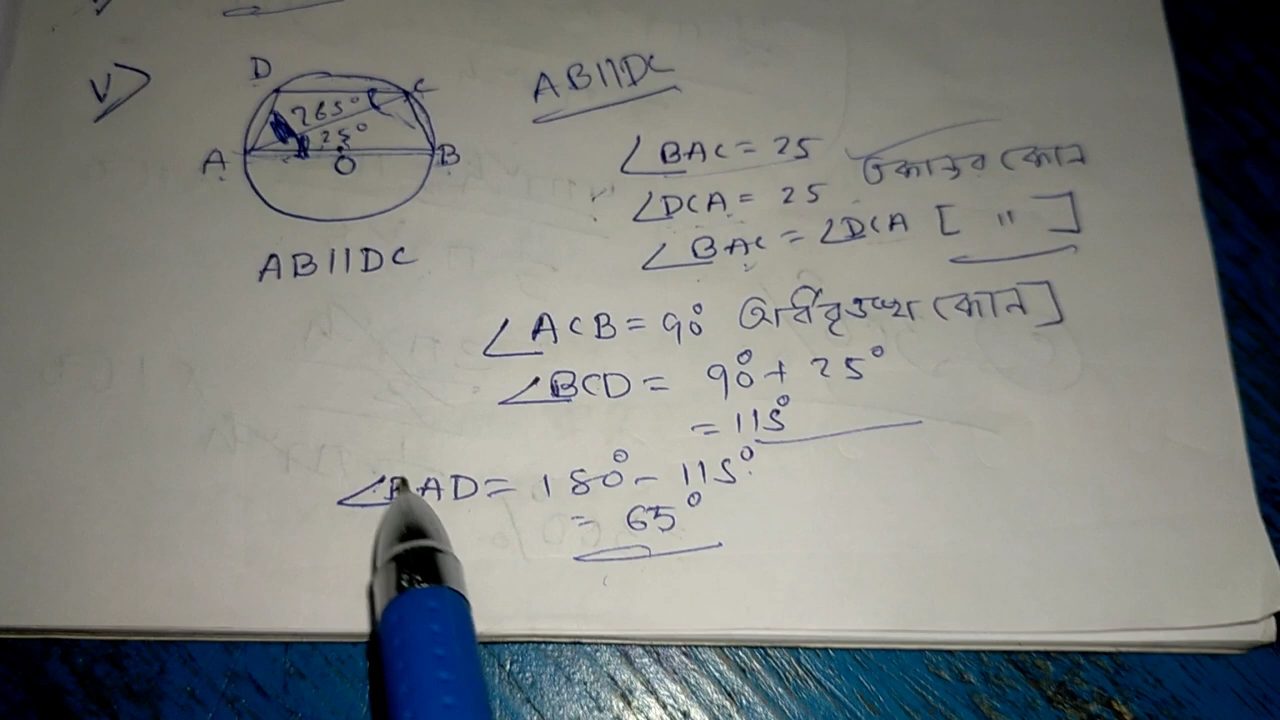 V>
D
C
265°
25°
A
O
B
AB||DC
AB||DC
∠BAC = 25
∠DCA = 25 একান্তর কোন
∠BAC = ∠DCA [ " ]
∠ACB = 90° অর্ধবৃত্তস্থ কোন]
∠BCD = 90° + 25°
= 115°
∠BAD = 180° - 115°
= 65°